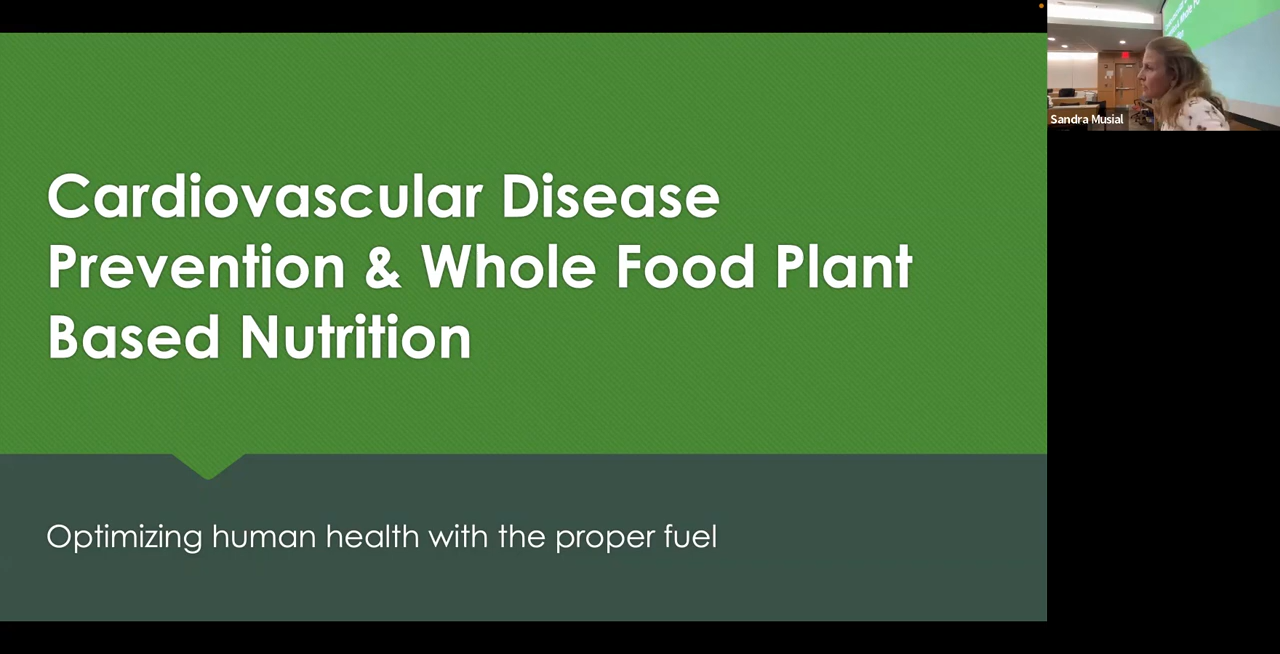 Cardiovascular Disease
Prevention & Whole Food Plant
Based Nutrition
Optimizing human health with the proper fuel
Sandra Musial